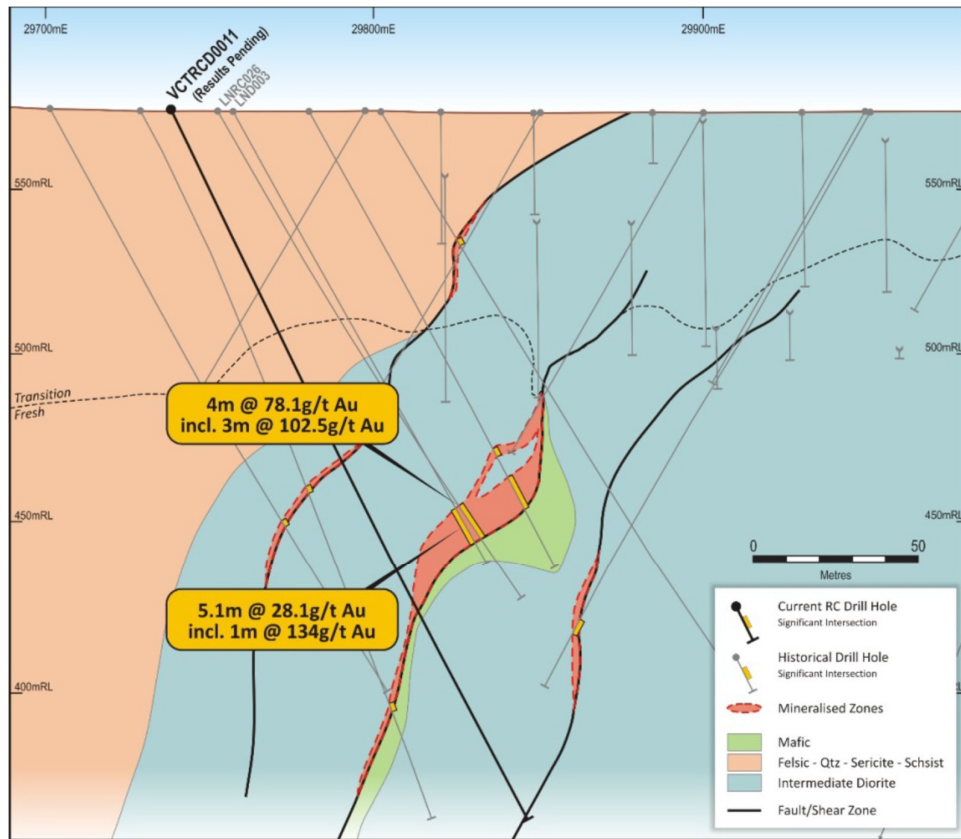 29700mE
29800mE
29900mE
VCTRCD0011
(Results Pending)
LNRC026
LND003
550mRL
550mRL
500mRL
500mRL
Transition
Fresh
4m @ 78.1g/t Au
incl. 3m @ 102.5g/t Au
450mRL
450mRL
0
50
Metres
5.1m @ 28.1g/t Au
incl. 1m @ 134g/t Au
400mRL
Current RC Drill Hole
Significant Intersection
Historical Drill Hole
Significant Intersection
Mineralised Zones
Mafic
Felsic - Qtz - Sericite - Schsist
Intermediate Diorite
Fault/Shear Zone